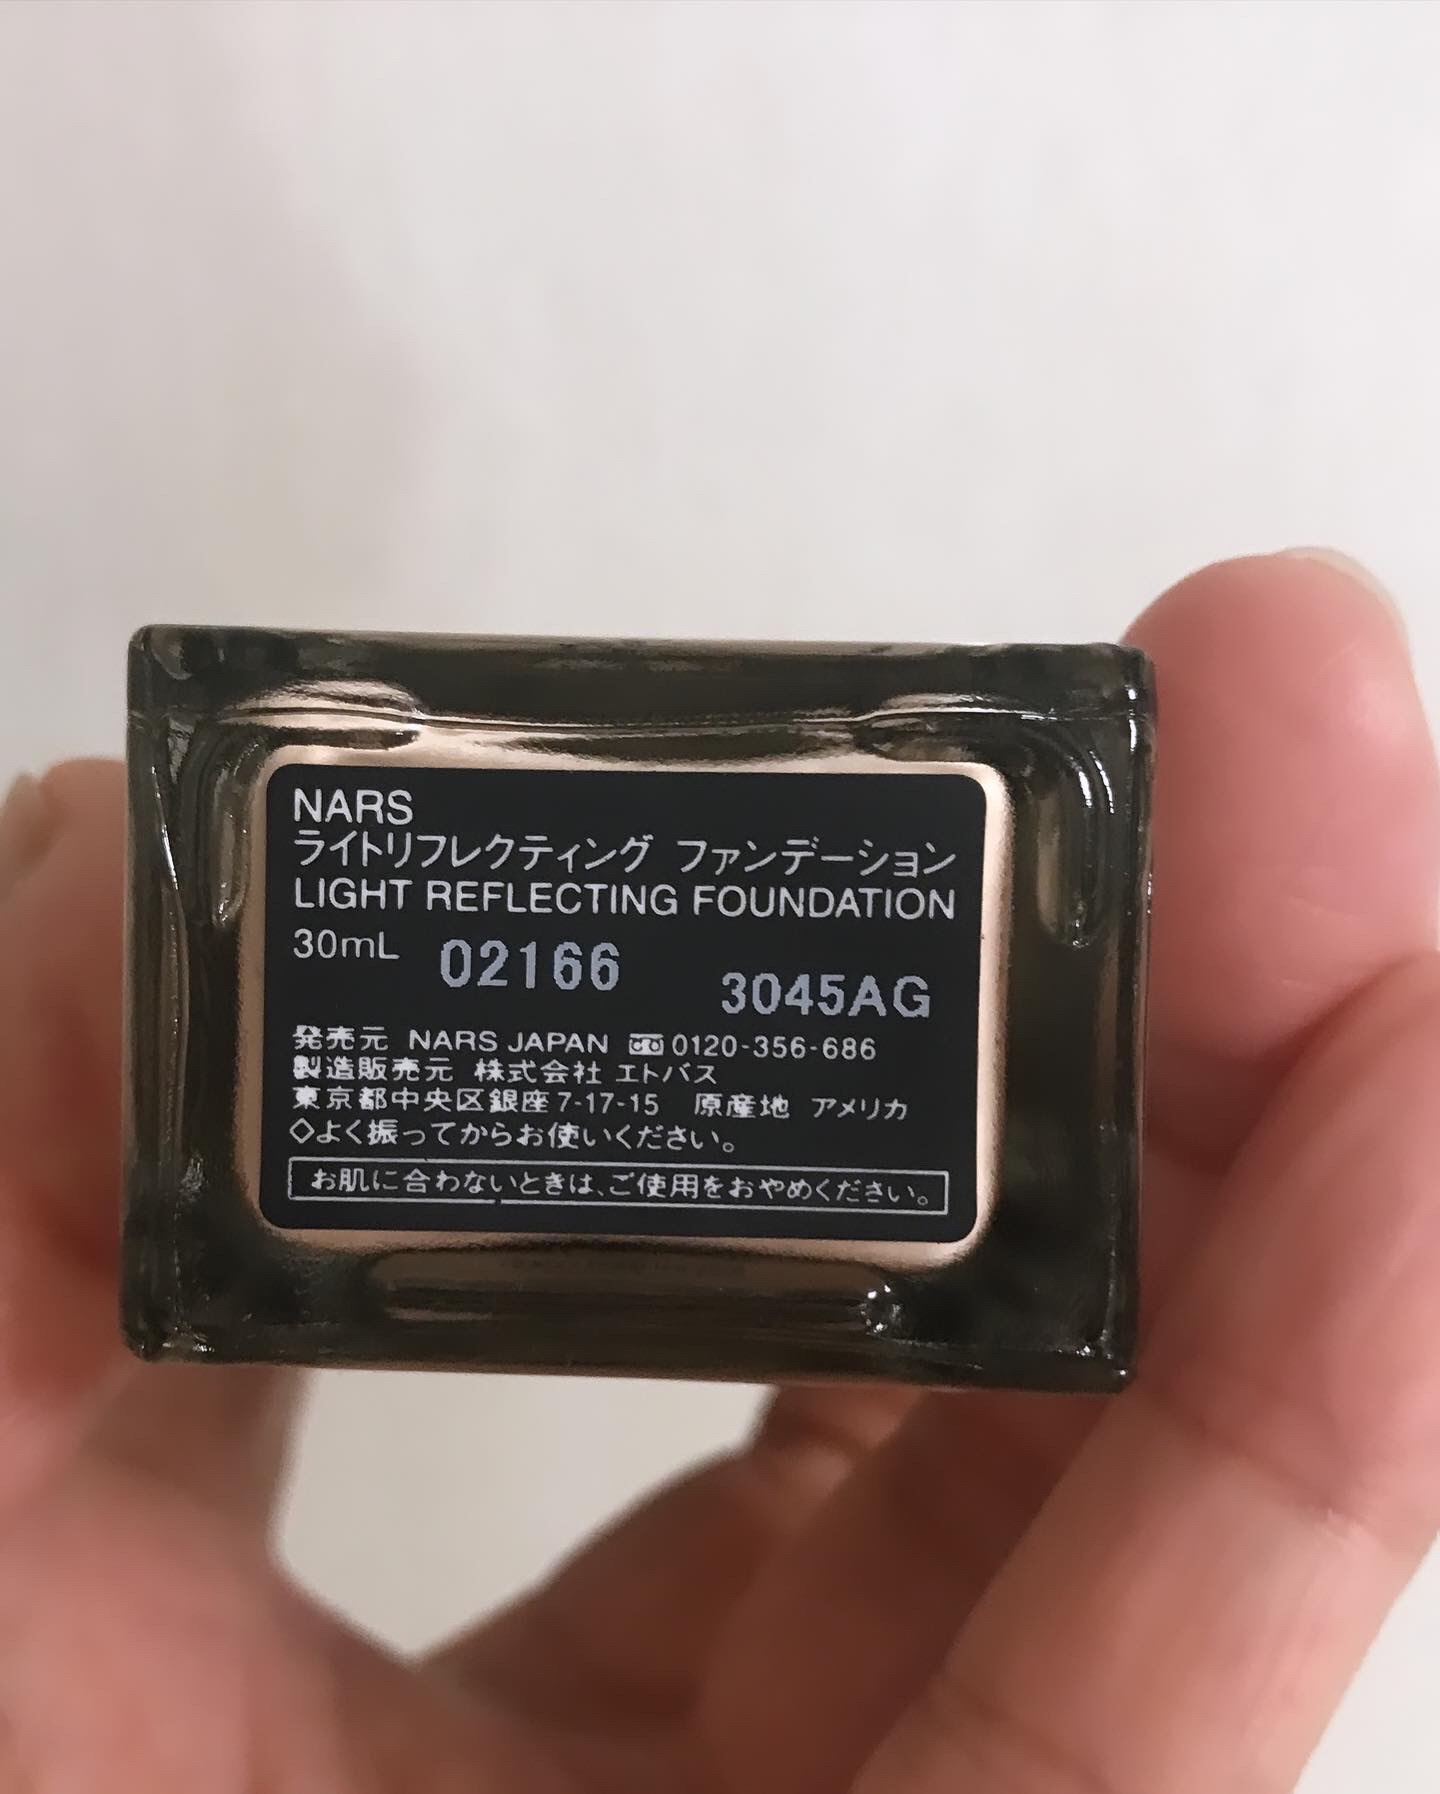 NARS
ライトリフレクティング ファンデーション
LIGHT REFLECTING FOUNDATION
30mL 02166 3045AG
発売元 NARS JAPAN 0120-356-686
製造販売元 株式会社 エトバス
東京都中央区銀座7-17-15 原産地 アメリカ
◇よく振ってからお使いください。
お肌に合わないときは、ご使用をおやめください。